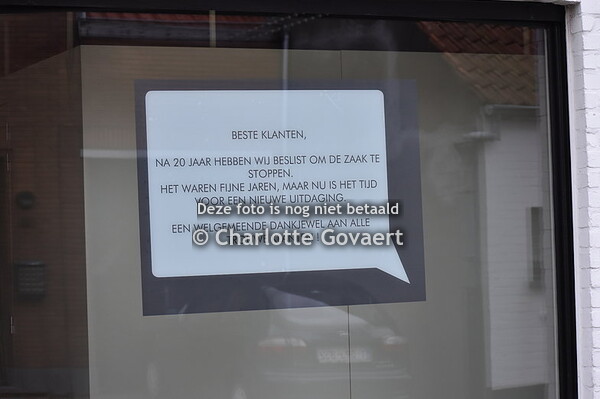 BESTE KLANTEN,
NA 20 JAAR HEBBEN WIJ BESLIST OM DE ZAAK TE
STOPPEN.
HET WAREN FIJNE JAREN, MAAR NU IS HET TIJD
VOOR EEN NIEUWE UITDAGING.
Deze foto is nog niet betaald
EEN WELGEMEENDE DANKJEWEL AAN ALLE
© Charlotte Govaert